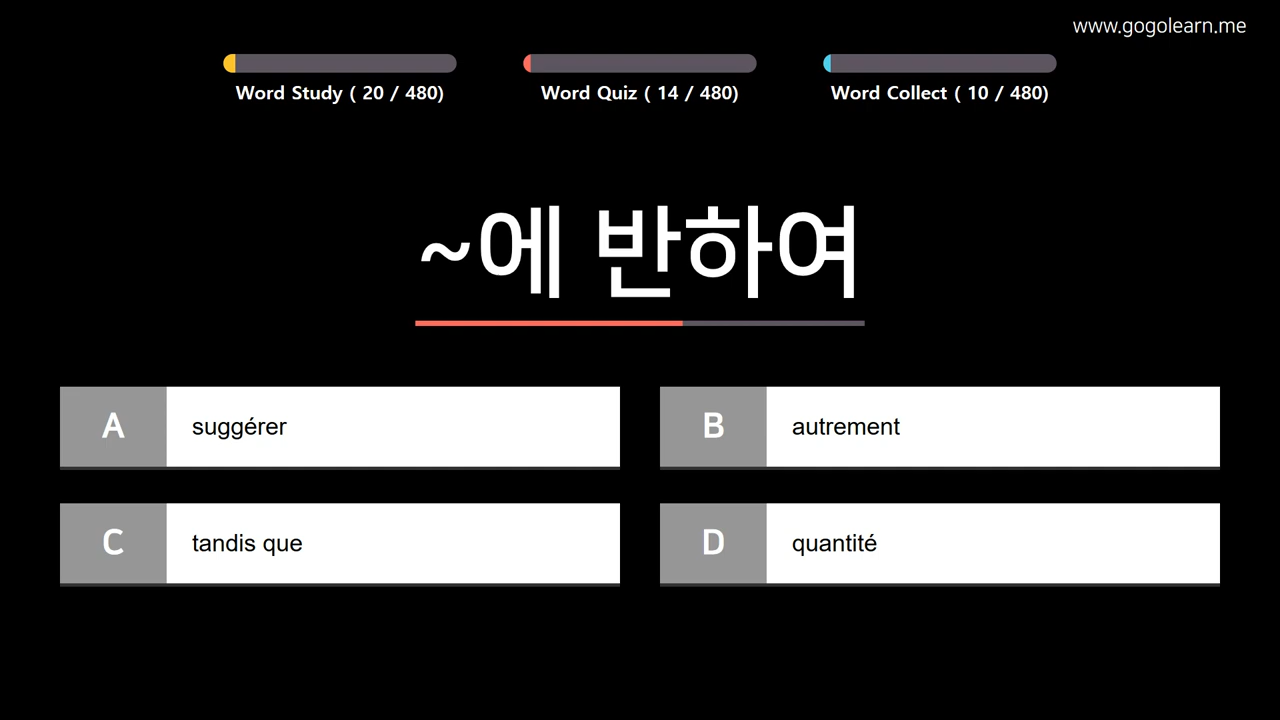 www.gogolearn.me
Word Study ( 20 / 480)
Word Quiz ( 14 / 480)
Word Collect ( 10 / 480)
~에 반하여
A suggérer
B autrement
C tandis que
D quantité